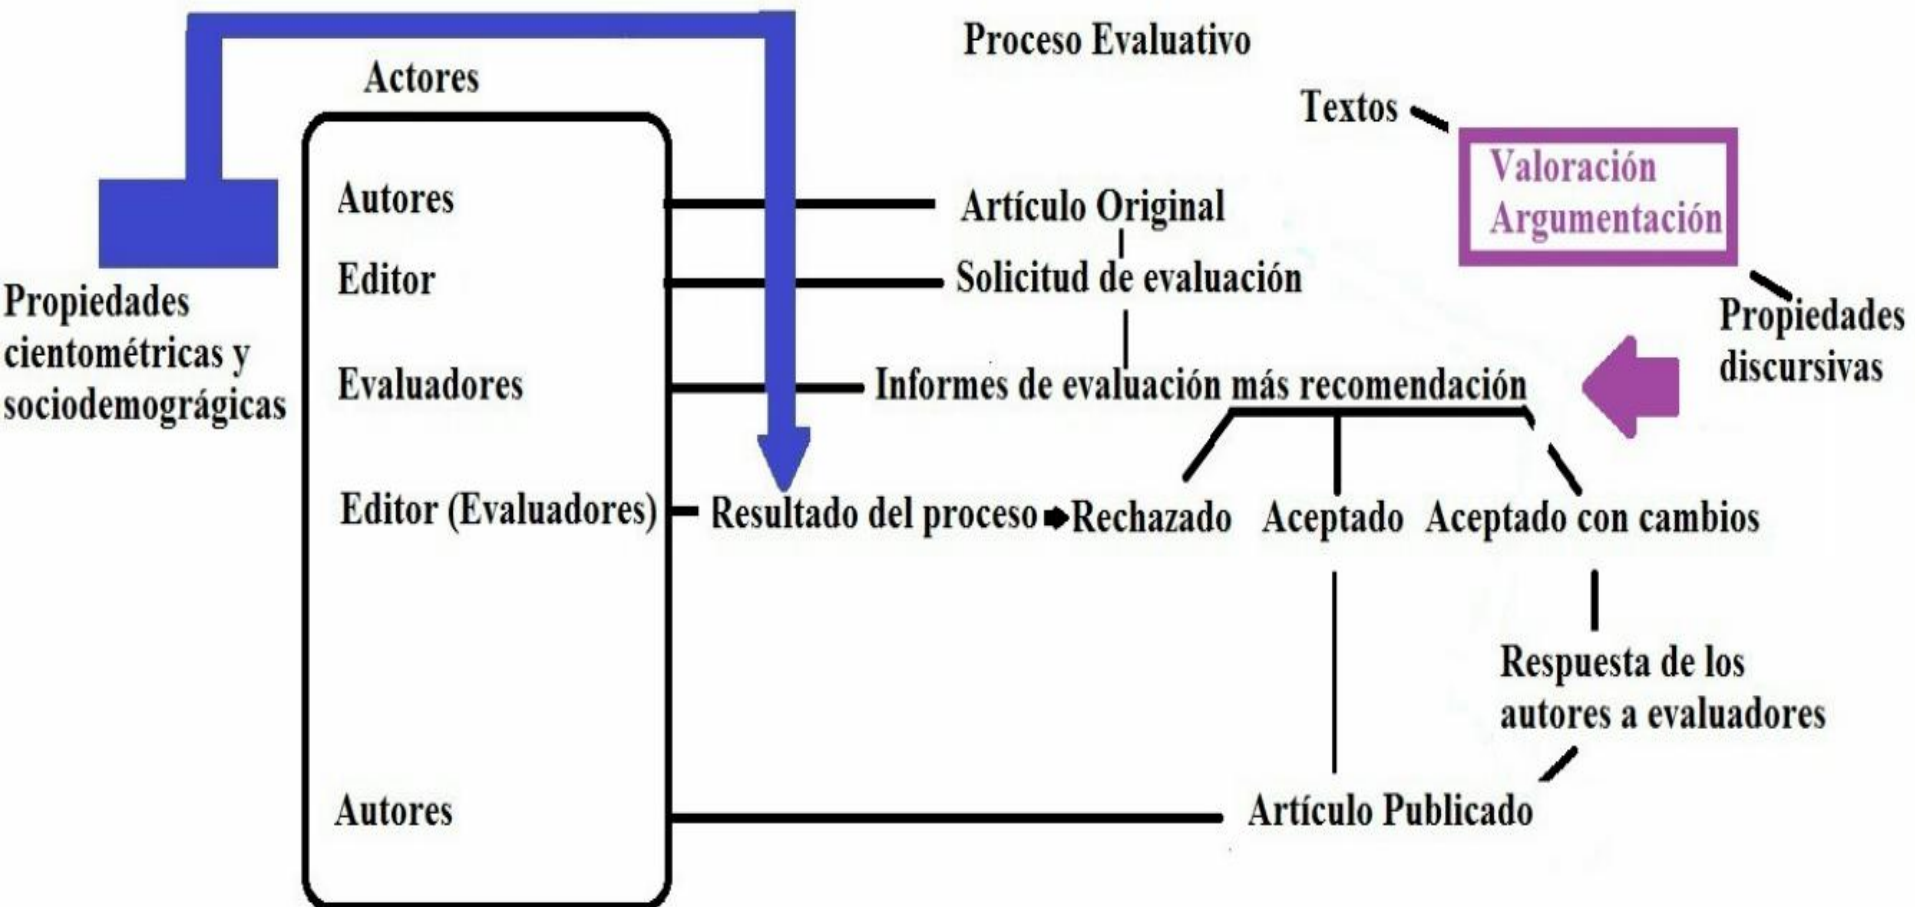 Proceso Evaluativo
Actores
Textos
Valoración
Argumentación
Autores
Artículo Original
Editor
Solicitud de evaluación
Propiedades
cientométricas y
sociodemográgicas
Propiedades
discursivas
Evaluadores
Informes de evaluación más recomendación
Editor (Evaluadores)
Resultado del proceso
Rechazado
Aceptado
Aceptado con cambios
Respuesta de los
autores a evaluadores
Autores
Artículo Publicado